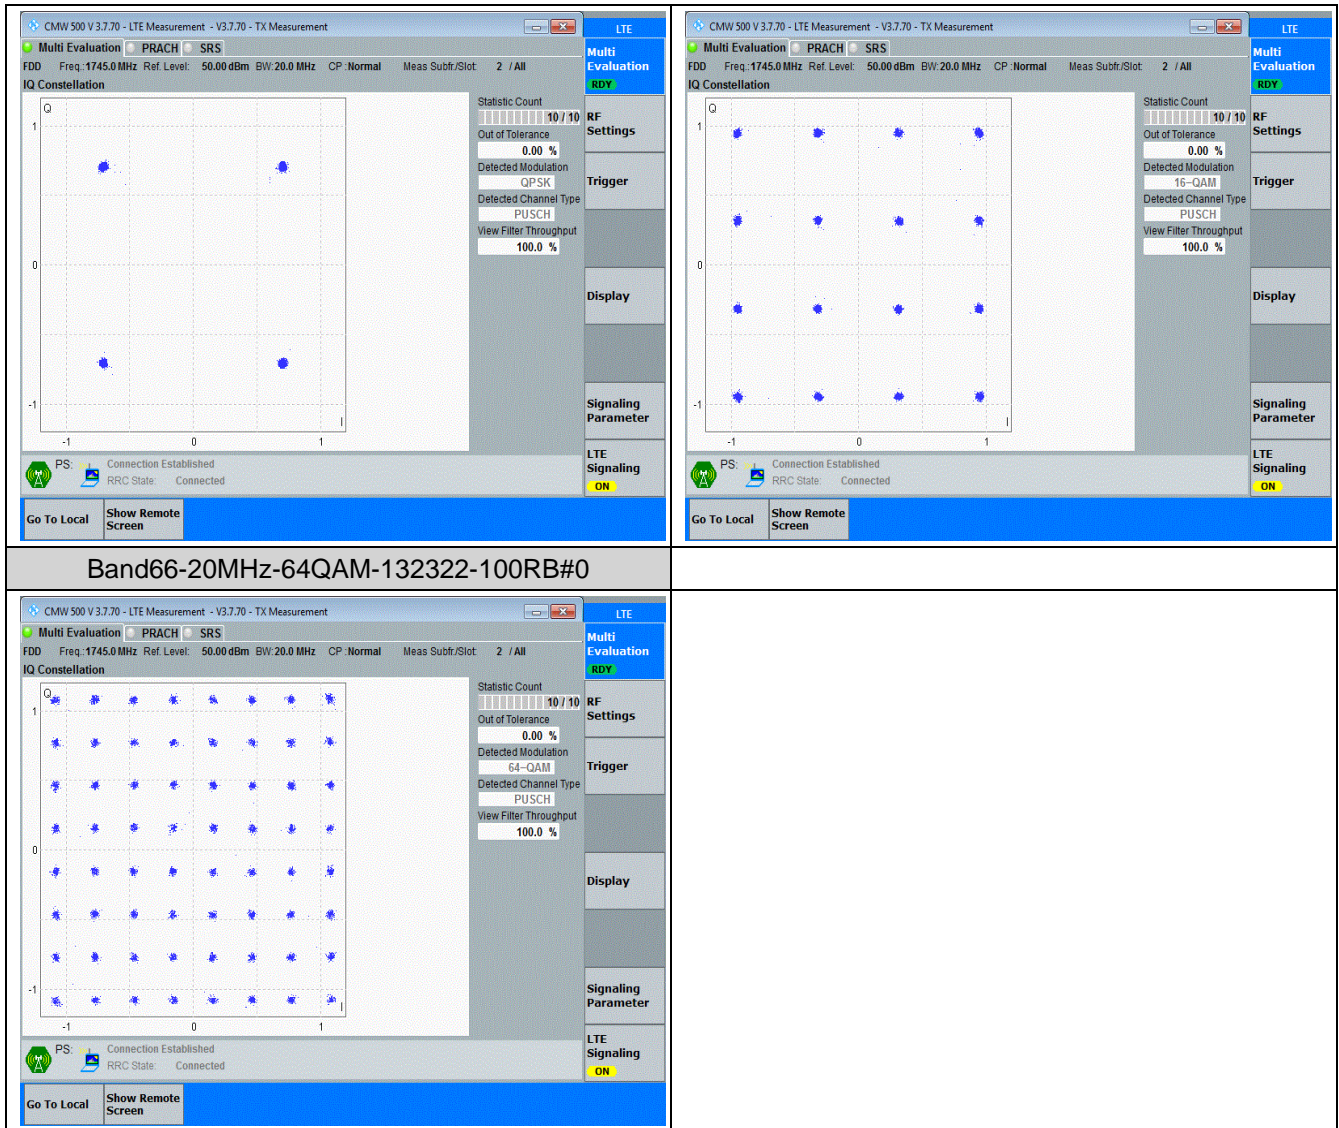 CMW 500 V 3.7.70 - LTE Measurement - V3.7.70 - TX Measurement
LTE
Multi Evaluation PRACH SRS
FDD Freq.:1745.0 MHz Ref. Level: 50.00 dBm BW:20.0 MHz CP :Normal Meas Subfr./Slot: 2 / All
IQ Constellation
Q
1
0
-1
I
-1 0 1
Statistic Count
10 / 10
Out of Tolerance
0.00 %
Detected Modulation
QPSK
Detected Channel Type
PUSCH
View Filter Throughput
100.0 %
Multi
Evaluation
RDY
RF
Settings
Trigger
Display
Signaling
Parameter
LTE
Signaling
ON
PS: Connection Established
RRC State: Connected
Go To Local
Show Remote
Screen
CMW 500 V 3.7.70 - LTE Measurement - V3.7.70 - TX Measurement
LTE
Multi Evaluation PRACH SRS
FDD Freq.:1745.0 MHz Ref. Level: 50.00 dBm BW:20.0 MHz CP :Normal Meas Subfr./Slot: 2 / All
IQ Constellation
Q
1
0
-1
I
-1 0 1
Statistic Count
10 / 10
Out of Tolerance
0.00 %
Detected Modulation
16-QAM
Detected Channel Type
PUSCH
View Filter Throughput
100.0 %
Multi
Evaluation
RDY
RF
Settings
Trigger
Display
Signaling
Parameter
LTE
Signaling
ON
PS: Connection Established
RRC State: Connected
Go To Local
Show Remote
Screen
Band66-20MHz-64QAM-132322-100RB#0
CMW 500 V 3.7.70 - LTE Measurement - V3.7.70 - TX Measurement
LTE
Multi Evaluation PRACH SRS
FDD Freq.:1745.0 MHz Ref. Level: 50.00 dBm BW:20.0 MHz CP :Normal Meas Subfr./Slot: 2 / All
IQ Constellation
Q
1
0
-1
I
-1 0 1
Statistic Count
10 / 10
Out of Tolerance
0.00 %
Detected Modulation
64-QAM
Detected Channel Type
PUSCH
View Filter Throughput
100.0 %
Multi
Evaluation
RDY
RF
Settings
Trigger
Display
Signaling
Parameter
LTE
Signaling
ON
PS: Connection Established
RRC State: Connected
Go To Local
Show Remote
Screen